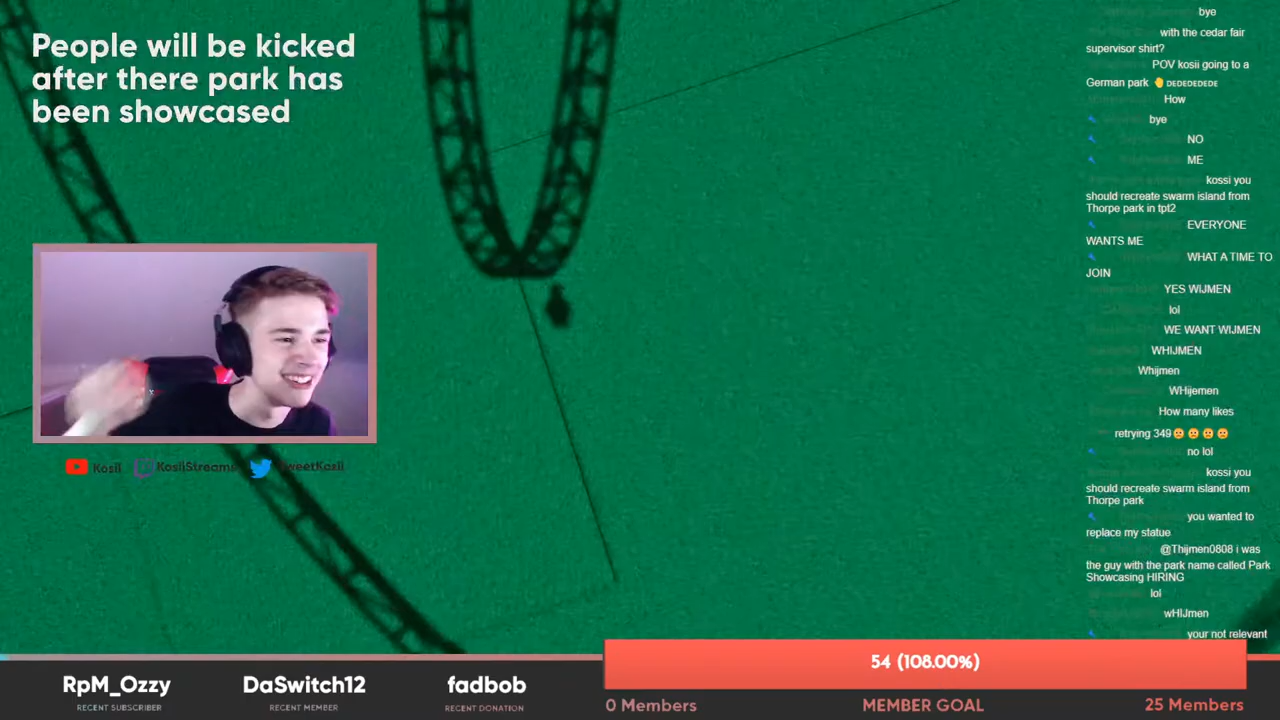 People will be kicked
after there park has
been showcased
Kosii
KosiiStreams
TweetKosii
bye
with the cedar fair
supervisor shirt?
POV kosii going to a
German park 🤚 DEDEDEDEDE
How
bye
NO
ME
kossi you
should recreate swarm island from
Thorpe park in tpt2
EVERYONE
WANTS ME
WHAT A TIME TO
JOIN
YES WIJMEN
lol
WE WANT WIJMEN
WHIJMEN
Whijmen
WHijemen
How many likes
retrying 349😕😕😕😕
no lol
kossi you
should recreate swarm island from
Thorpe park
you wanted to
replace my statue
@Thijmen0808 i was
the guy with the park name called Park
Showcasing HIRING
lol
wHIJmen
your not relevant
54 (108.00%)
RpM_Ozzy
RECENT SUBSCRIBER
DaSwitch12
RECENT MEMBER
fadbob
RECENT DONATION
0 Members
MEMBER GOAL
25 Members